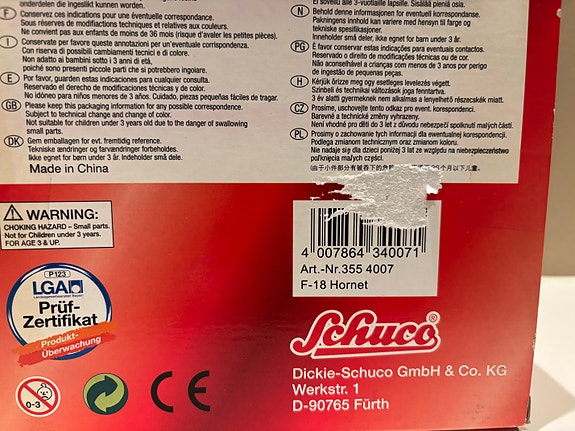 onderdelen die ingeslikt kunnen worden.
F Conservez ces indications pour une éventuelle correspondance.
Sous réserves de modifactions techniques et relatives aux couleurs.
Ne convient pas aux enfants de moins de 36 mois (risque d'avaler les petites pièces).
I Conservate per favore queste annotazioni per un'eventuale corrispondenza.
Con riserva di possibili cambiamenti tecnici e di colore.
Non adatto ai bambini sotto i 3 anni di età,
poiché sono presenti piccole parti che si potrebbero ingoiare.
E Por favor, guarden estas indicaciones para cualquier consulta.
Reservado el derecho de modificaciones técnicas y de color.
No idóneo para niños menores de 3 años. Cuidado, piezas pequeñas fáciles de tragar.
GB Please keep this packaging information for any possible correspondence.
Subject to technical change and change of color.
Not suitable for children under 3 years old due to the danger of swallowing
small parts.
DK Gem emballagen for evt. fremtidig reference.
Tekniske ændringer og farveændringer forbeholdes.
Ikke egnet for børn under 3 år. Indeholder små dele.
Made in China
N Behold denne informasjonen for eventuell korrespondanse.
Pakningens innhold kan variere men hensyn til farge og
tekniske spesifikasjoner.
Inneholder små deler, ikke egnet for barn under 3 år.
PG É favor conservar estas indicações para eventuais contactos.
Reservado o direito de modificações técnicas ou de cor.
Não aconselhável a crianças com menos de 3 anos por perigo
de ingestão de pequenas peças.
H Kérjük őrizze meg egy esetleges levelezés végett.
Színbeli és technikai változások joga fenntartva.
3 év alatti gyermekek nem alkalmas a lenyelhető részecskék miatt.
CZ Prosíme, uschovejte tento odkaz pro event. korespondenci.
Barevné a technické změny vyhrazeny.
Není vhodné pro děti do 3 let z důvodu nebezpečí spolknutí malých částí.
PL Prosimy o zachowanie tych informacji dla ewentualnej korespondencji.
Podlega zmianom technicznym oraz kolorom.
Nie nadaje się dla dzieci poniżej 3 lat ze względu na niebezpieczeństwo
połknięcia małych części.
WARNING:
CHOKING HAZARD – Small parts.
Not for Children under 3 years.
FOR AGE 3 & UP.
P123
LGA
Landesgewerbeanstalt Bayern
Prüf-
Zertifikat
Produkt-
Überwachung
0-3
CE
4 007864 340071
Art.-Nr.355 4007
F-18 Hornet
Schuco®
Dickie-Schuco GmbH & Co. KG
Werkstr. 1
D-90765 Fürth